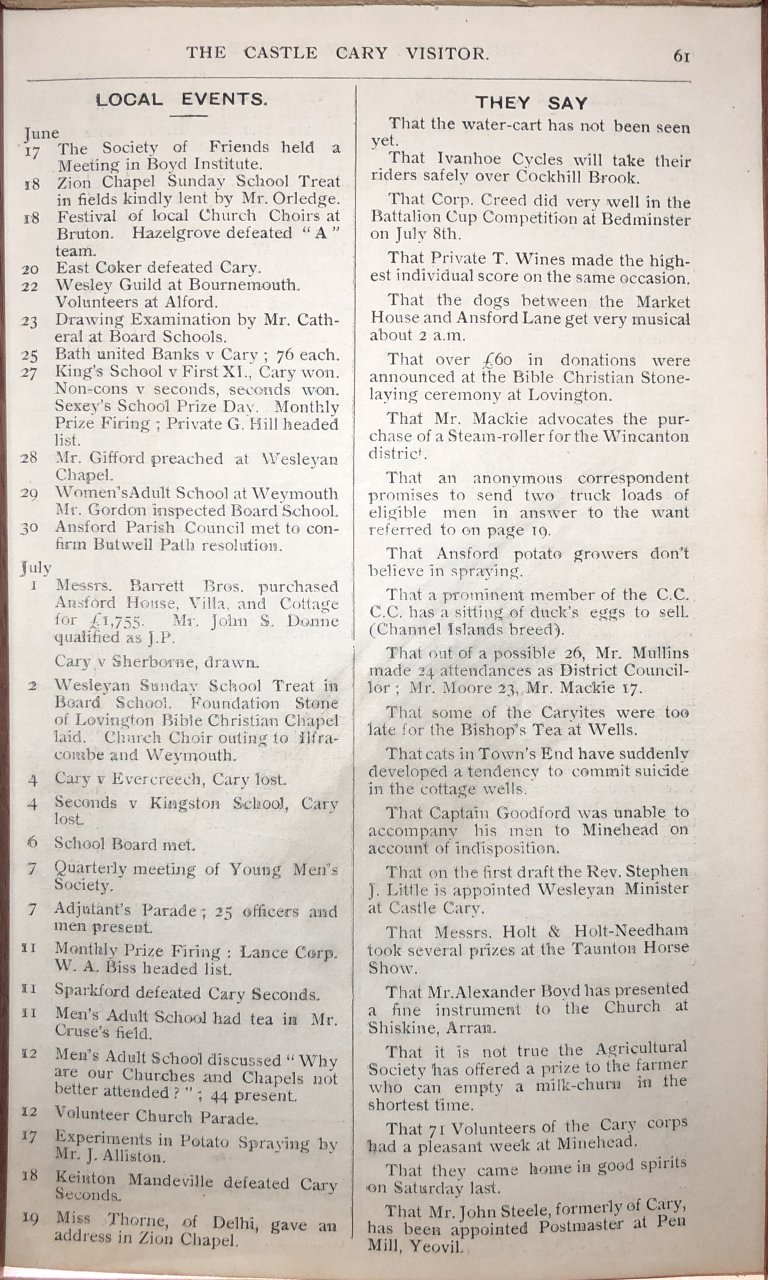 THE CASTLE CARY VISITOR.
61
LOCAL EVENTS.
June
17 The Society of Friends held a
Meeting in Boyd Institute.
18 Zion Chapel Sunday School Treat
in fields kindly lent by Mr. Orledge.
18 Festival of local Church Choirs at
Bruton. Hazelgrove defeated "A"
team.
20 East Coker defeated Cary.
22 Wesley Guild at Bournemouth.
Volunteers at Alford.
23 Drawing Examination by Mr. Cath-
eral at Board Schools.
25 Bath united Banks v Cary ; 76 each.
27 King's School v First XI., Cary won.
Non-cons v seconds, seconds won.
Sexey's School Prize Day. Monthly
Prize Firing ; Private G. Hill headed
list.
28 Mr. Gifford preached at Wesleyan
Chapel.
29 Women'sAdult School at Weymouth
Mr. Gordon inspected Board School.
30 Ansford Parish Council met to con-
firm Butwell Path resolution.
July
1 Messrs. Barrett Bros. purchased
Ansford House, Villa, and Cottage
for £1,755. Mr. John S. Donne
qualified as J.P.
Cary v Sherborne, drawn.
2 Wesleyan Sunday School Treat in
Board School. Foundation Stone
of Lovington Bible Christian Chapel
laid. Church Choir outing to Ilfra-
combe and Weymouth.
4 Cary v Evercreech, Cary lost.
4 Seconds v Kingston School, Cary
lost.
6 School Board met.
7 Quarterly meeting of Young Men's
Society.
7 Adjutant's Parade ; 25 officers and
men present.
11 Monthly Prize Firing : Lance Corp.
W. A. Biss headed list.
11 Sparkford defeated Cary Seconds.
11 Men's Adult School had tea in Mr.
Cruse's field.
12 Men's Adult School discussed "Why
are our Churches and Chapels not
better attended ?" ; 44 present.
12 Volunteer Church Parade.
17 Experiments in Potato Spraying by
Mr. J. Alliston.
18 Keinton Mandeville defeated Cary
Seconds.
19 Miss Thorne, of Delhi, gave an
address in Zion Chapel.
THEY SAY
That the water-cart has not been seen
yet.
That Ivanhoe Cycles will take their
riders safely over Cockhill Brook.
That Corp. Creed did very well in the
Battalion Cup Competition at Bedminster
on July 8th.
That Private T. Wines made the high-
est individual score on the same occasion.
That the dogs between the Market
House and Ansford Lane get very musical
about 2 a.m.
That over £60 in donations were
announced at the Bible Christian Stone-
laying ceremony at Lovington.
That Mr. Mackie advocates the pur-
chase of a Steam-roller for the Wincanton
district.
That an anonymous correspondent
promises to send two truck loads of
eligible men in answer to the want
referred to on page 19.
That Ansford potato growers don't
believe in spraying.
That a prominent member of the C.C.
C.C. has a sitting of duck's eggs to sell.
(Channel Islands breed).
That out of a possible 26, Mr. Mullins
made 24 attendances as District Council-
lor ; Mr. Moore 23, Mr. Mackie 17.
That some of the Caryites were too
late for the Bishop's Tea at Wells.
That cats in Town's End have suddenly
developed a tendency to commit suicide
in the cottage wells.
That Captain Goodford was unable to
accompany his men to Minehead on
account of indisposition.
That on the first draft the Rev. Stephen
J. Little is appointed Wesleyan Minister
at Castle Cary.
That Messrs. Holt & Holt-Needham
took several prizes at the Taunton Horse
Show.
That Mr.Alexander Boyd has presented
a fine instrument to the Church at
Shiskine, Arran.
That it is not true the Agricultural
Society has offered a prize to the farmer
who can empty a milk-churn in the
shortest time.
That 71 Volunteers of the Cary corps
had a pleasant week at Minehead.
That they came home in good spirits
on Saturday last.
That Mr. John Steele, formerly of Cary,
has been appointed Postmaster at Pen
Mill, Yeovil.